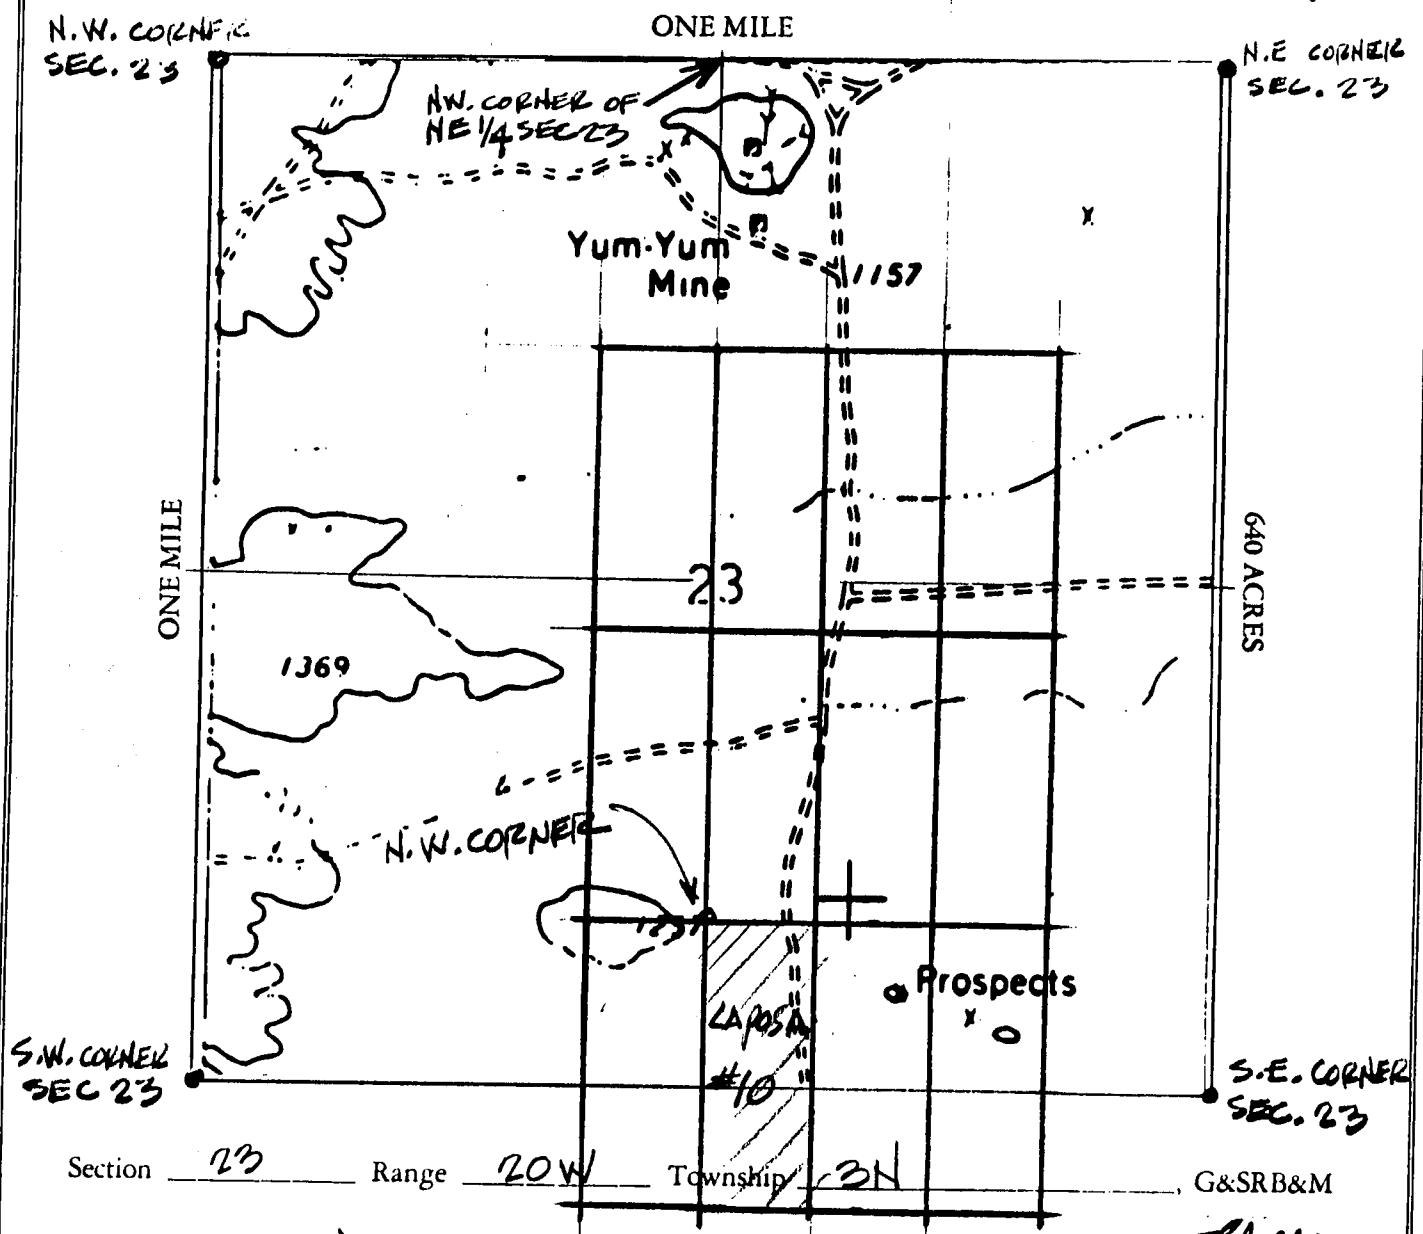 ONE MILE
N.W. CORNER
SEC. 23
N.E CORNER
SEC. 23
NW. CORNER OF
NE 1/4 SEC 23
Yum-Yum
Mine
1157
ONE MILE
23
640 ACRES
1369
N.W. CORNER
Prospects
LAPOSA
#10
S.W. CORNER
SEC 23
S.E. CORNER
SEC. 23
Section 23 Range 20W Township 3N, G&SRB&M